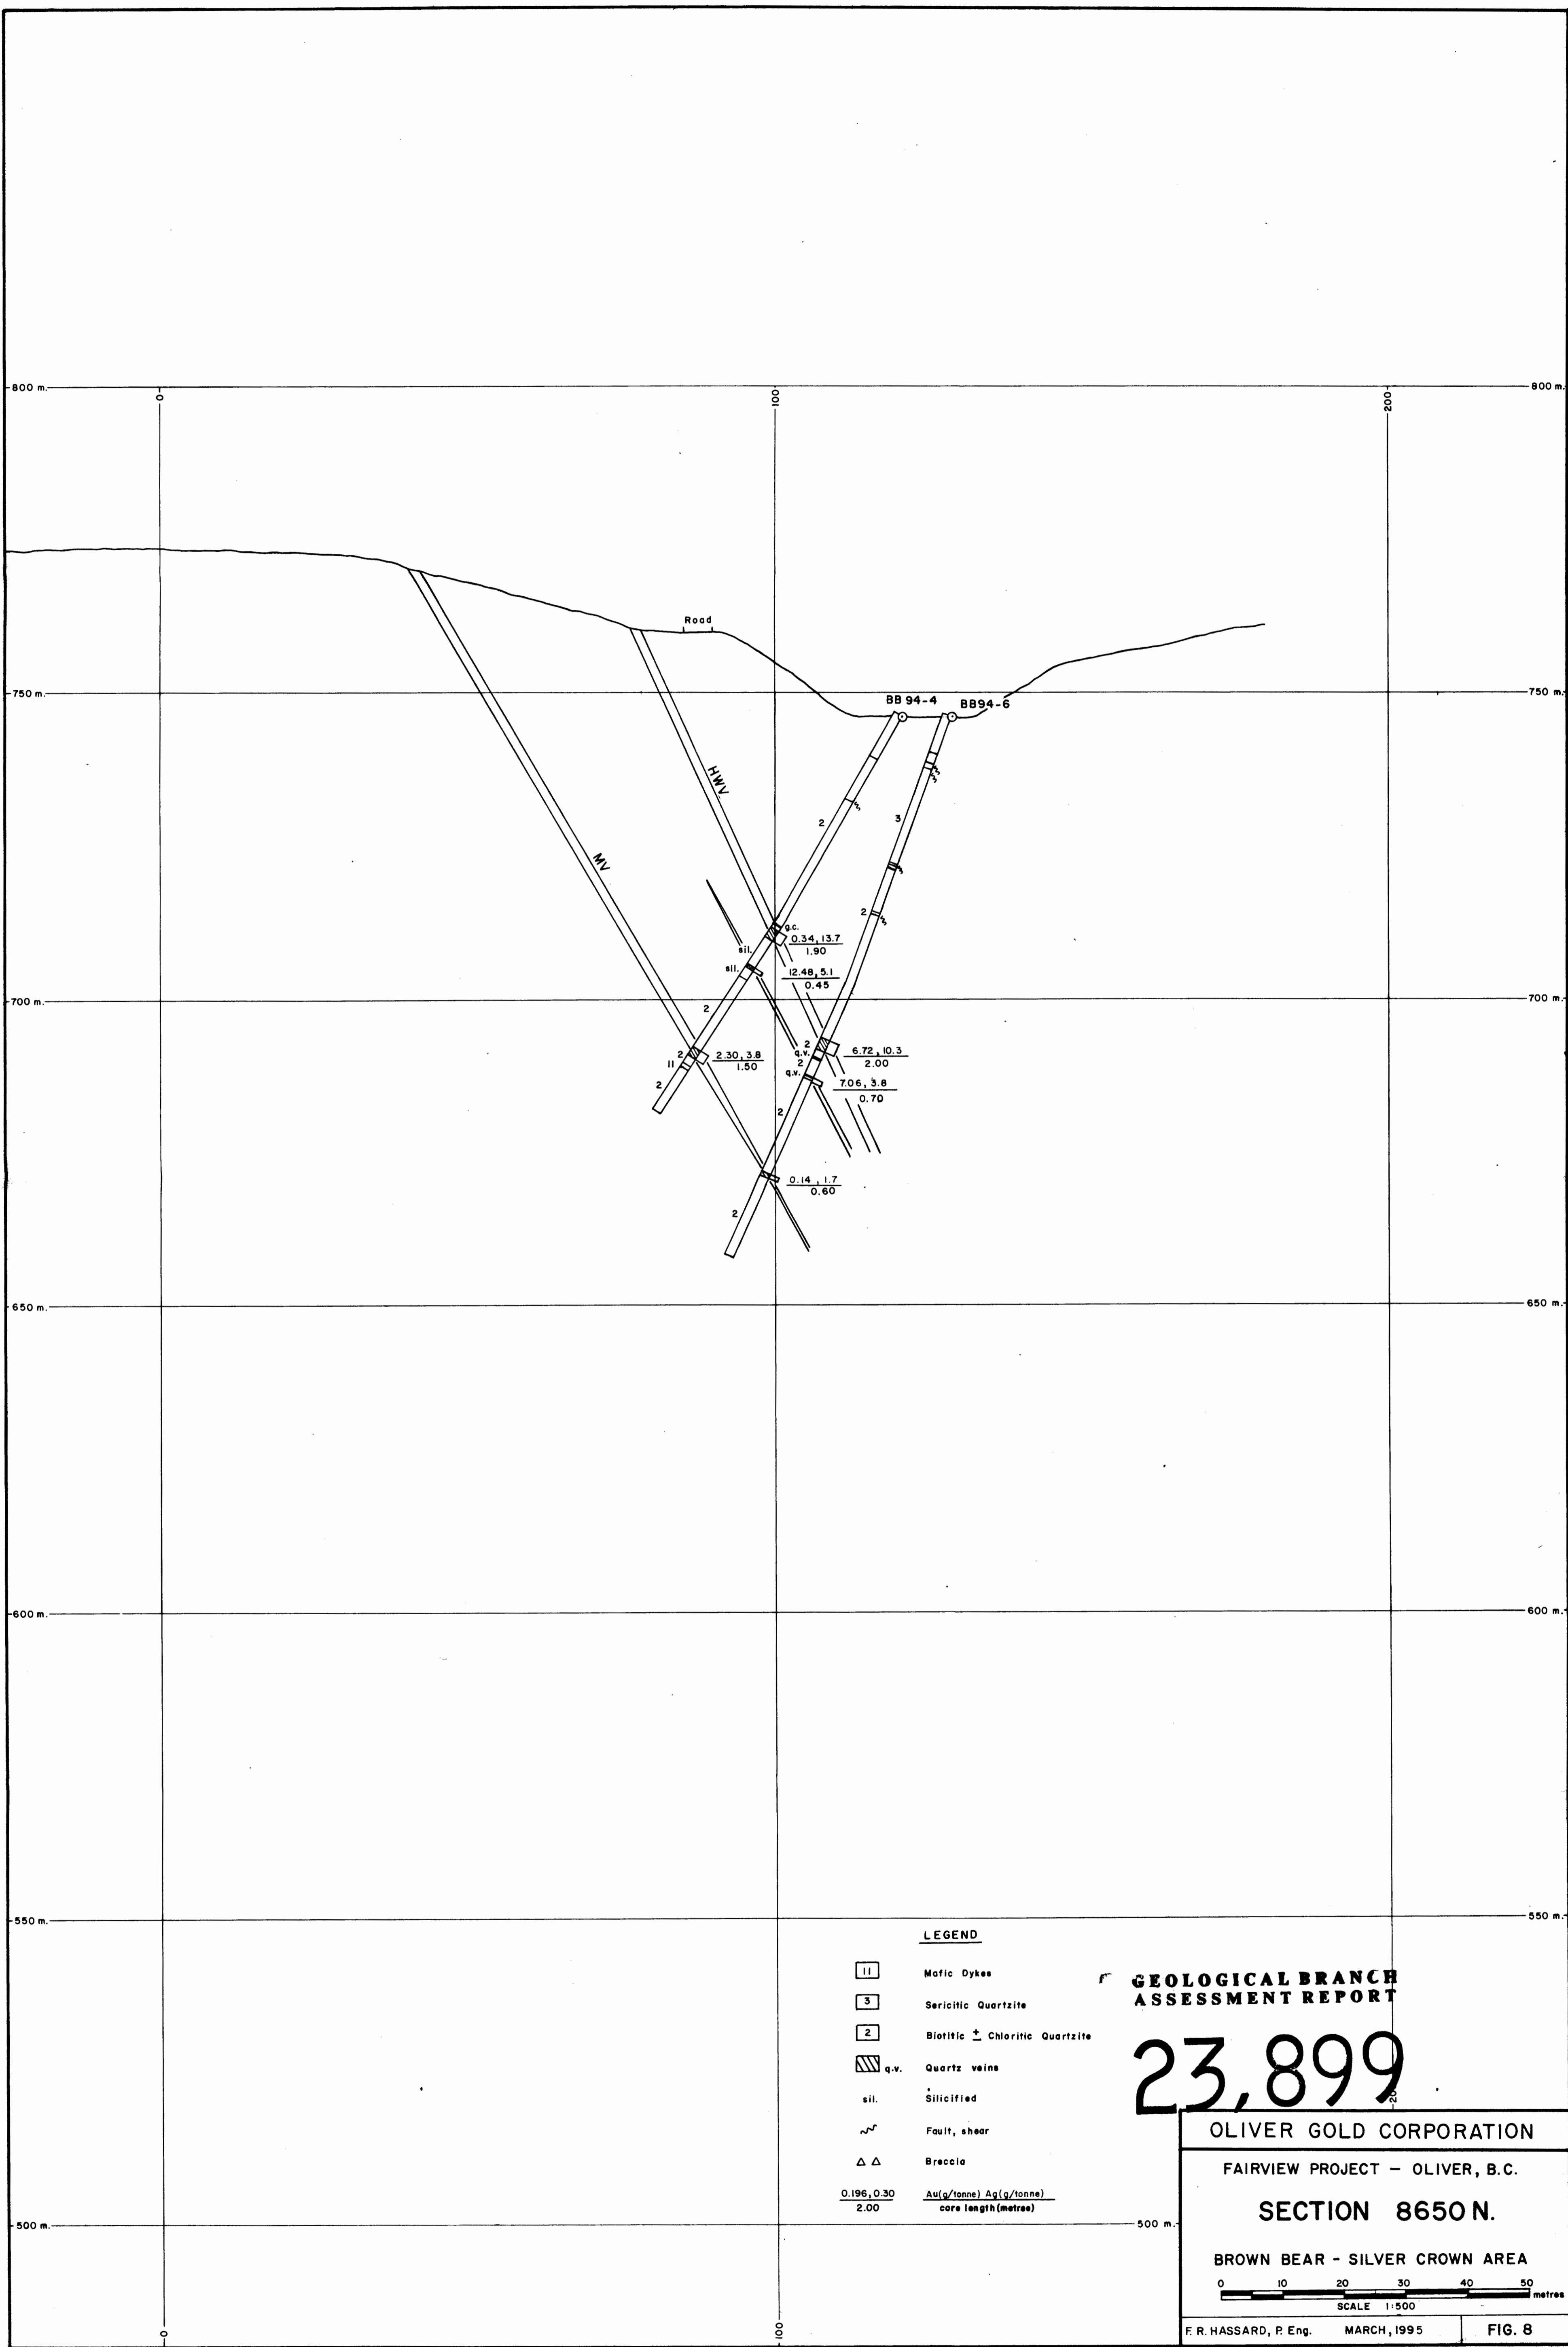 800 m.
0
100
200
800 m.
Road
750 m.
BB 94-4
BB94-6
750 m.
HWV
2
3
MV
2
g.c.
0.34, 13.7
1.90
sil.
sil.
12.48, 5.1
0.45
700 m.
2
700 m.
2
q.v.
2
6.72, 10.3
2.00
2
11
2.30, 3.8
1.50
q.v.
7.06, 3.8
0.70
2
2
0.14, 1.7
0.60
2
650 m.
650 m.
600 m.
600 m.
550 m.
550 m.
LEGEND
11 Mafic Dykes
3 Sericitic Quartzite
2 Biotitic ± Chloritic Quartzite
q.v. Quartz veins
sil. Silicified
Fault, shear
Breccia
0.196, 0.30 Au(g/tonne) Ag(g/tonne)
2.00 core length (metres)
GEOLOGICAL BRANCH
ASSESSMENT REPORT
23,899
500 m.
500 m.
OLIVER GOLD CORPORATION
FAIRVIEW PROJECT – OLIVER, B.C.
SECTION 8650 N.
BROWN BEAR - SILVER CROWN AREA
0 10 20 30 40 50
metres
SCALE 1:500
F. R. HASSARD, P. Eng. MARCH, 1995 FIG. 8
0
100